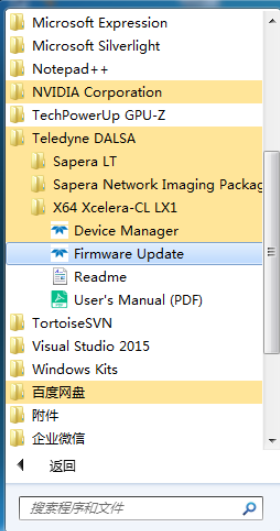 Microsoft Expression
Microsoft Silverlight
Notepad++
NVIDIA Corporation
TechPowerUp GPU-Z
Teledyne DALSA
Sapera LT
Sapera Network Imaging Packag
X64 Xcelera-CL LX1
Device Manager
Firmware Update
Readme
User's Manual (PDF)
TortoiseSVN
Visual Studio 2015
Windows Kits
百度网盘
附件
企业微信
返回
搜索程序和文件